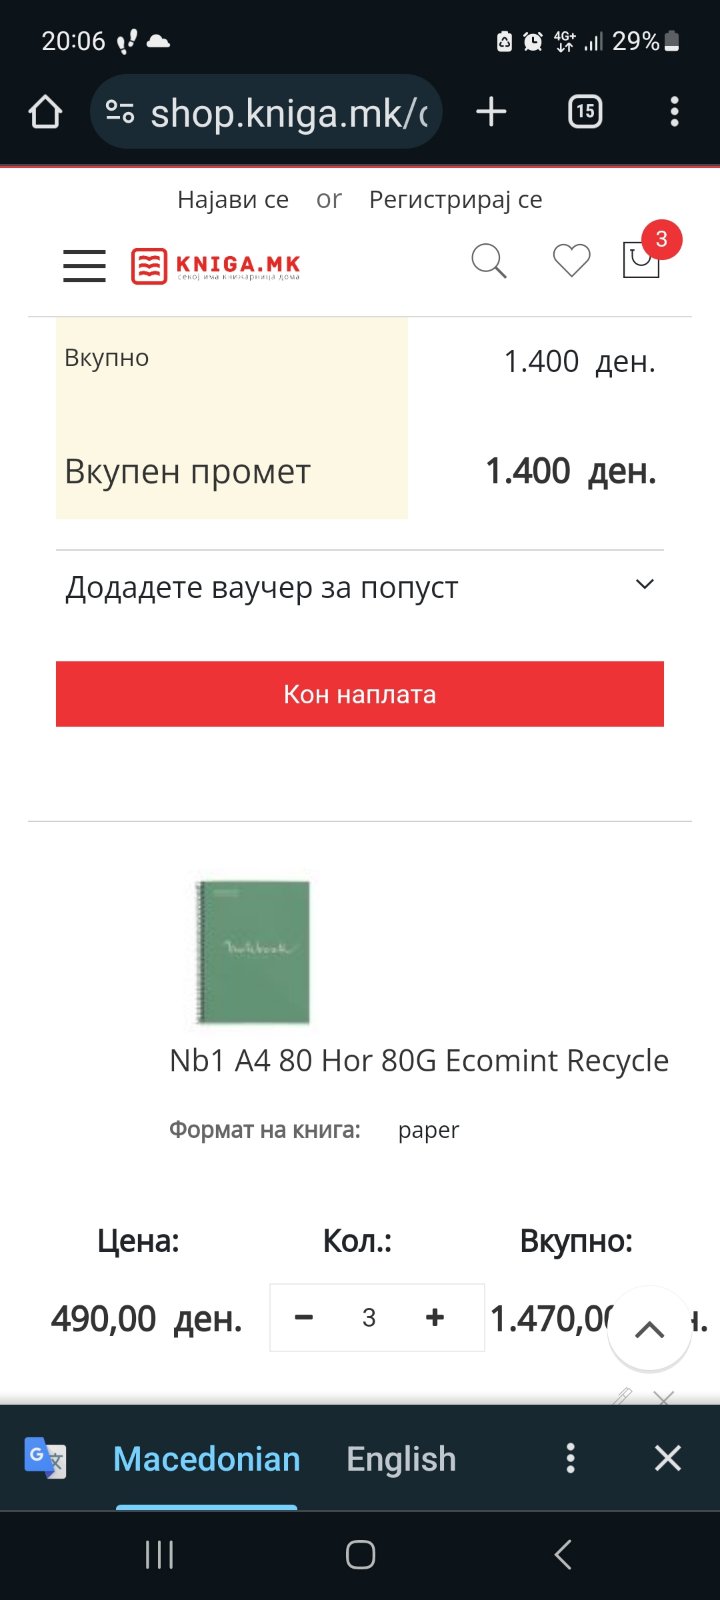 20:06 4G+ 29%
shop.kniga.mk/ 15
Најави се or Регистрирај се
3
KNIGA.MK
секој има книжарница дома
Вкупно 1.400 ден.
Вкупен промет 1.400 ден.
Додадете ваучер за попуст
Кон наплата
notebook
Nb1 A4 80 Hor 80G Ecomint Recycle
Формат на книга: paper
Цена: Кол.: Вкупно:
490,00 ден. − 3 + 1.470,00
G Macedonian English